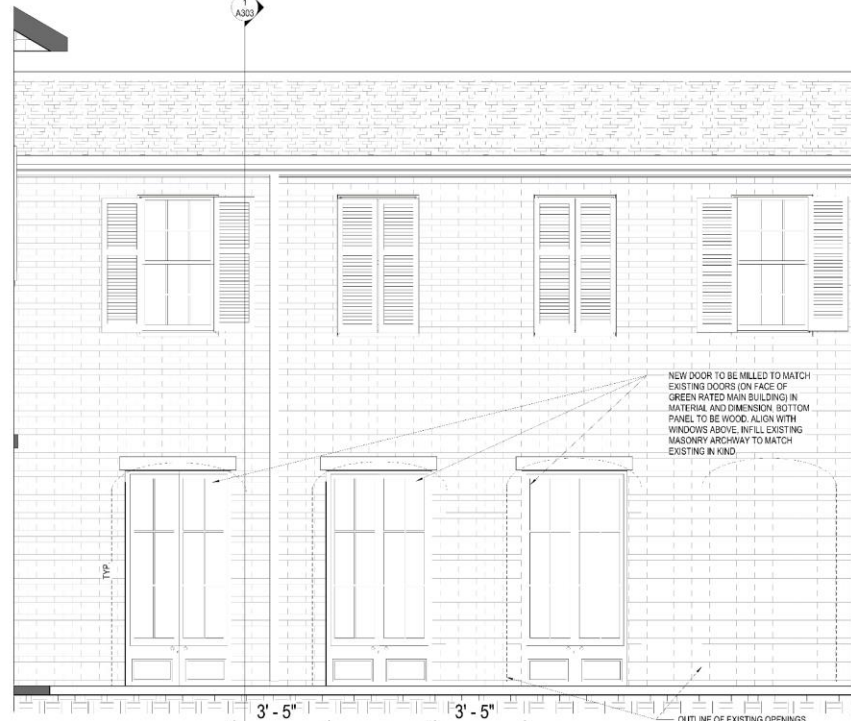 1
A303
NEW DOOR TO BE MILLED TO MATCH
EXISTING DOORS (ON FACE OF
GREEN RATED MAIN BUILDING) IN
MATERIAL AND DIMENSION, BOTTOM
PANEL TO BE WOOD. ALIGN WITH
WINDOWS ABOVE, INFILL EXISTING
MASONRY ARCHWAY TO MATCH
EXISTING IN KIND
TYP
3' - 5"
3' - 5"
OUTLINE OF EXISTING OPENINGS